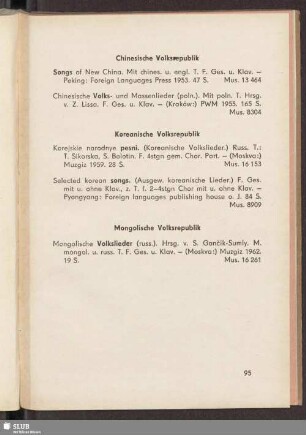 Chinesische Volksrepublik
Songs of New China. Mit chines. u. engl. T. F. Ges. u. Klav. –
Peking: Foreign Languages Press 1953. 47 S. Mus. 13 464
Chinesische Volks- und Massenlieder (poln.). Mit poln. T. Hrsg.
v. Z. Lissa. F. Ges. u. Klav. – (Kraków:) PWM 1953. 165 S.
Mus. 8304
Koreanische Volksrepublik
Korejskie narodnye pesni. (Koreanische Volkslieder.) Russ. T.:
T. Sikorska, S. Bolotin. F. 4stgn gem. Chor. Part. – (Moskva:)
Muzgiz 1959. 28 S. Mus. 16 153
Selected korean songs. (Ausgew. koreanische Lieder.) F. Ges.
mit u. ohne Klav., z. T. f. 2–4stgn Chor mit u. ohne Klav. –
Pyongyang: Foreign languages publishing house o. J. 84 S.
Mus. 8909
Mongolische Volksrepublik
Mongolische Volkslieder (russ.). Hrsg. v. S. Gončik-Sumly. M.
mongol. u. russ. T. F. Ges. u. Klav. – (Moskva:) Muzgiz 1962.
19 S. Mus. 16 261
95
SLUB